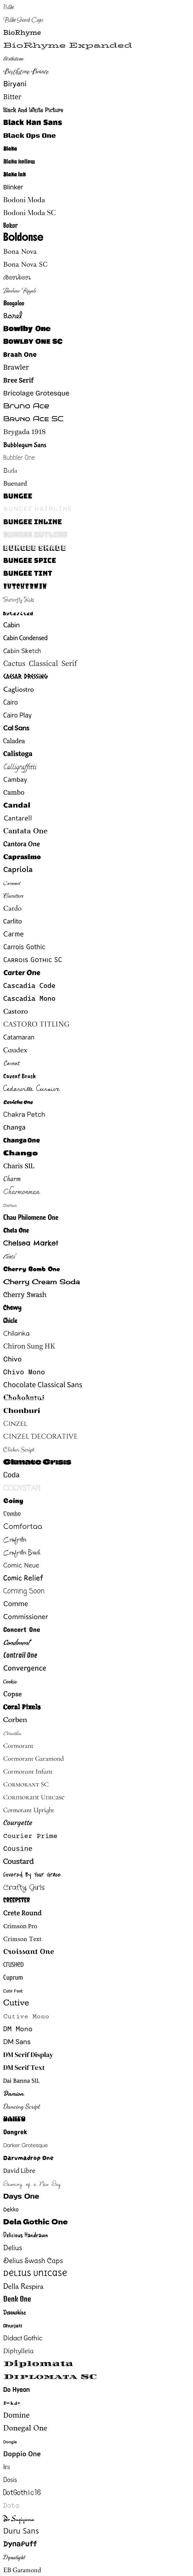 Bilbo
Bilbo Swash Caps
BioRhyme
BioRhyme Expanded
Birthstone
Birthstone Bounce
Biryani
Bitter
Black And White Picture
Black Han Sans
Black Ops One
Blaka
Blaka Hollow
Blaka Ink
Blinker
Bodoni Moda
Bodoni Moda SC
Bokor
Boldonse
Bona Nova
Bona Nova SC
Bonbon
Bonheur Royale
Boogaloo
Borel
Bowlby One
Bowlby One SC
Braah One
Brawler
Bree Serif
Bricolage Grotesque
Bruno Ace
Bruno Ace SC
Brygada 1918
Bubblegum Sans
Bubbler One
Buda
Buenard
Bungee
Bungee Hairline
Bungee Inline
Bungee Outline
Bungee Shade
Bungee Spice
Bungee Tint
Butcherman
Butterfly Kids
Bytesized
Cabin
Cabin Condensed
Cabin Sketch
Cactus Classical Serif
Caesar Dressing
Cagliostro
Cairo
Cairo Play
Cal Sans
Caladea
Calistoga
Calligraffitti
Cambay
Cambo
Candal
Cantarell
Cantata One
Cantora One
Caprasimo
Capriola
Caramel
Carattere
Cardo
Carlito
Carme
Carrois Gothic
Carrois Gothic SC
Carter One
Cascadia Code
Cascadia Mono
Castoro
Castoro Titling
Catamaran
Caudex
Caveat
Caveat Brush
Cedarville Cursive
Ceviche One
Chakra Petch
Changa
Changa One
Chango
Charis SIL
Charm
Charmonman
Chathura
Chau Philomene One
Chela One
Chelsea Market
Cherish
Cherry Bomb One
Cherry Cream Soda
Cherry Swash
Chewy
Chicle
Chilanka
Chiron Sung HK
Chivo
Chivo Mono
Chocolate Classical Sans
Chokokutai
Chonburi
Cinzel
Cinzel Decorative
Clicker Script
Climate Crisis
Coda
Codystar
Coiny
Combo
Comfortaa
Comforter
Comforter Brush
Comic Neue
Comic Relief
Coming Soon
Comme
Commissioner
Concert One
Condiment
Contrail One
Convergence
Cookie
Copse
Coral Pixels
Corben
Corinthia
Cormorant
Cormorant Garamond
Cormorant Infant
Cormorant SC
Cormorant Unicase
Cormorant Upright
Courgette
Courier Prime
Cousine
Coustard
Covered By Your Grace
Crafty Girls
Creepster
Crete Round
Crimson Pro
Crimson Text
Croissant One
Crushed
Cuprum
Cute Font
Cutive
Cutive Mono
DM Mono
DM Sans
DM Serif Display
DM Serif Text
Dai Banna SIL
Damion
Dancing Script
Danfo
Dangrek
Darker Grotesque
Darumadrop One
David Libre
Dawning of a New Day
Days One
Dekko
Dela Gothic One
Delicious Handrawn
Delius
Delius Swash Caps
Delius Unicase
Della Respira
Denk One
Devonshire
Dhurjati
Didact Gothic
Diphylleia
Diplomata
Diplomata SC
Do Hyeon
Dokdo
Domine
Donegal One
Dongle
Doppio One
Dorsa
Dosis
DotGothic16
Doto
Dr Sugiyama
Duru Sans
DynaPuff
Dynalight
EB Garamond